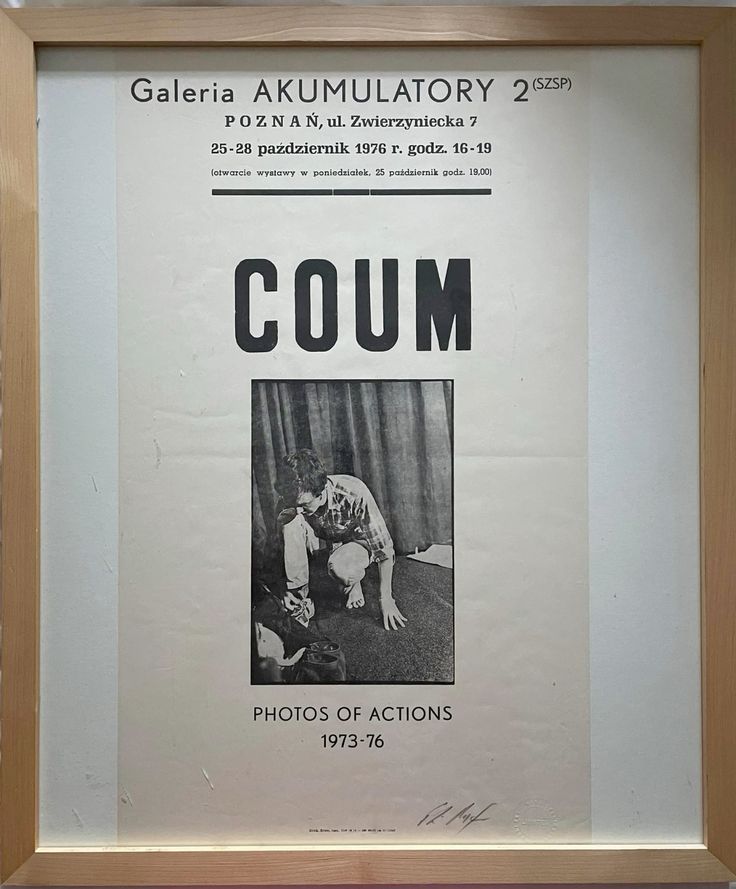 Galeria AKUMULATORY 2 (SZSP)
POZNAŃ, ul. Zwierzyniecka 7
25-28 październik 1976 r. godz. 16-19
(otwarcie wystawy w poniedziałek, 25 październik godz. 19,00)
COUM
PHOTOS OF ACTIONS
1973-76